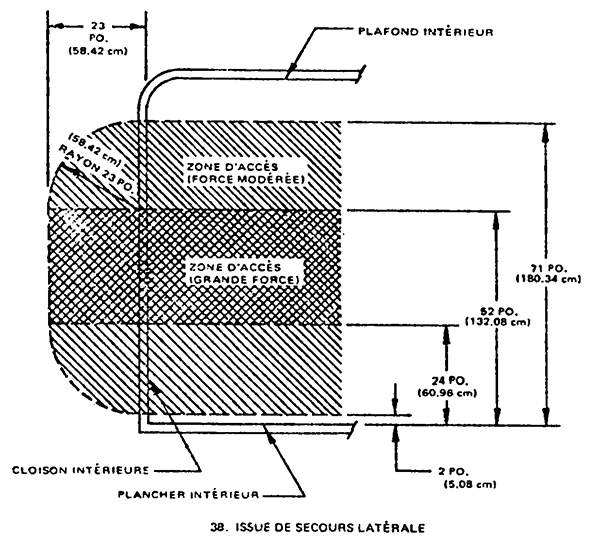 23
PO.
(58.42 cm)
PLAFOND INTÉRIEUR
(58.42 cm)
RAYON 23 PO.
ZONE D'ACCÈS
(FORCE MODÉRÉE)
ZONE D'ACCÈS
(GRANDE FORCE)
71 PO.
(180.34 cm)
52 PO.
(132.08 cm)
24 PO.
(60.96 cm)
2 PO.
(5.08 cm)
CLOISON INTÉRIEURE
PLANCHER INTÉRIEUR
38. ISSUE DE SECOURS LATÉRALE